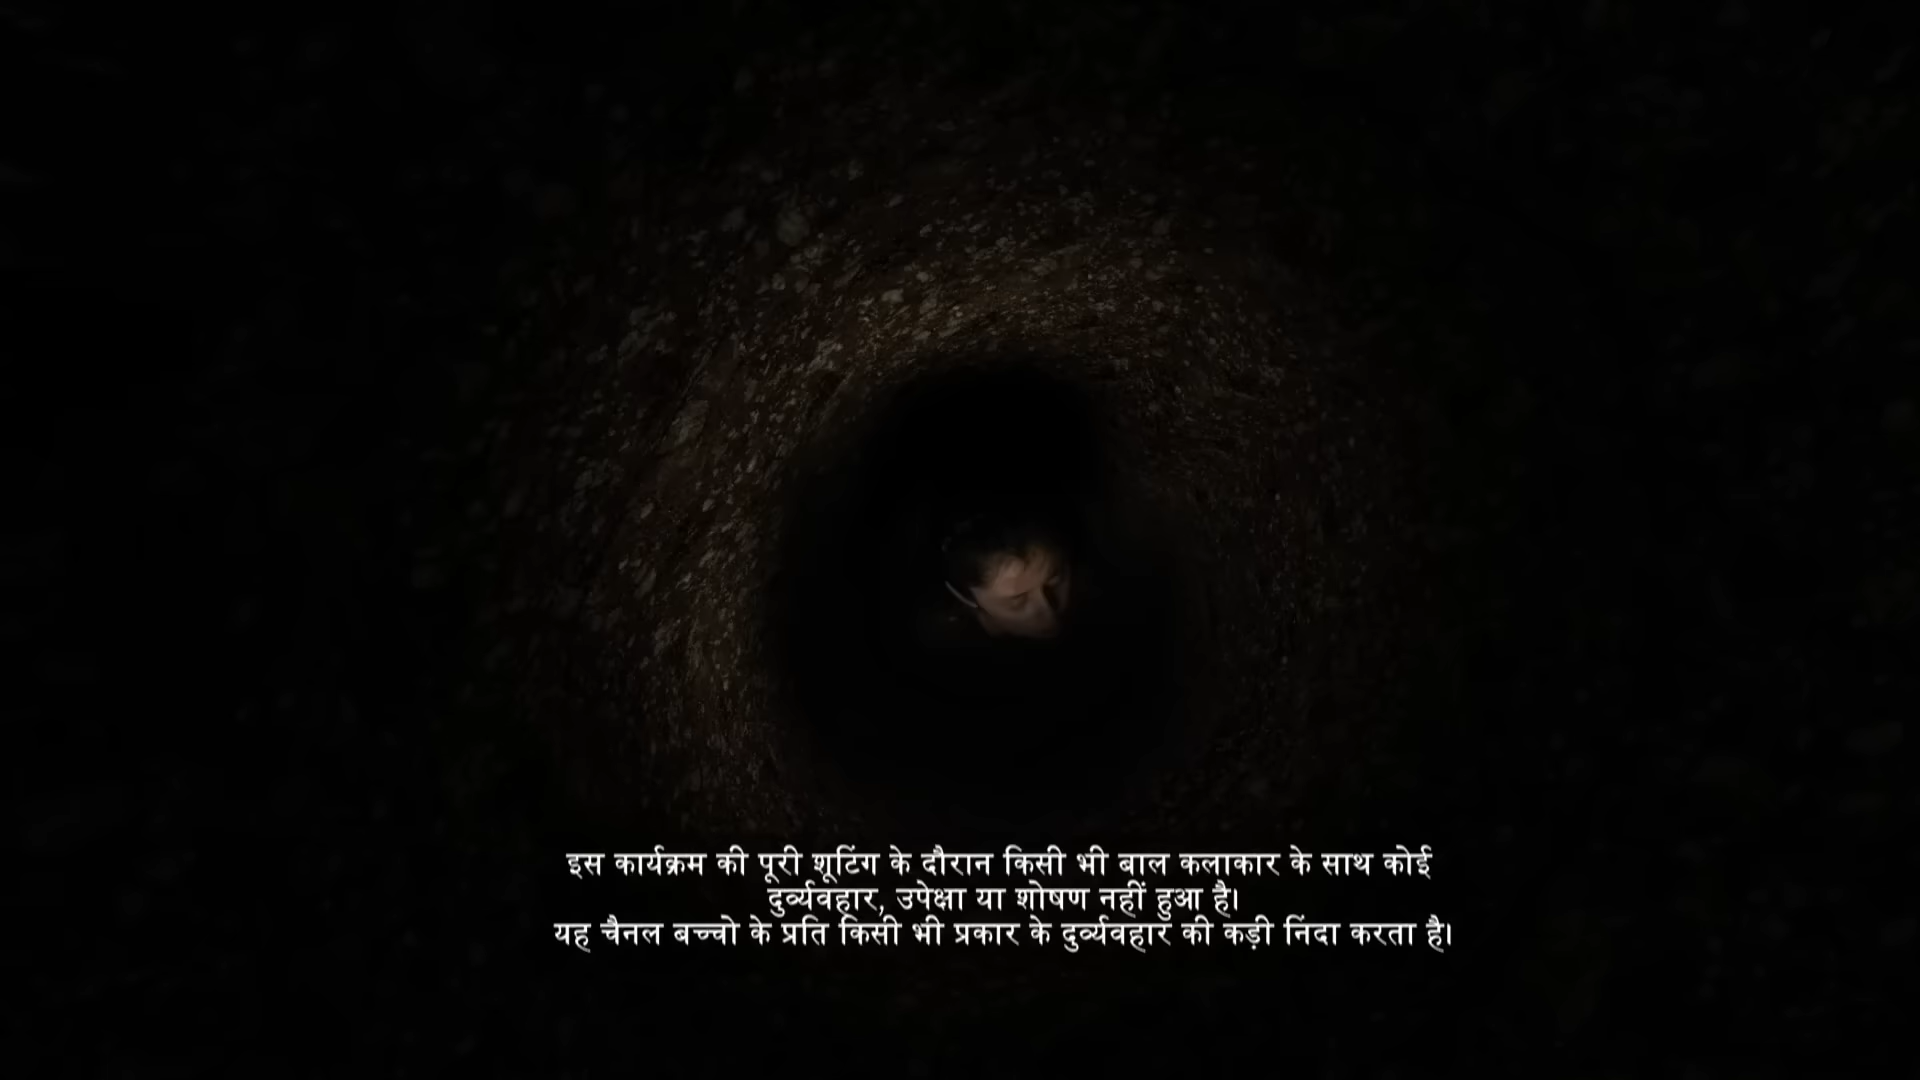 इस कार्यक्रम की पूरी शूटिंग के दौरान किसी भी बाल कलाकार के साथ कोई
दुर्व्यवहार, उपेक्षा या शोषण नहीं हुआ है।
यह चैनल बच्चो के प्रति किसी भी प्रकार के दुर्व्यवहार की कड़ी निंदा करता है।